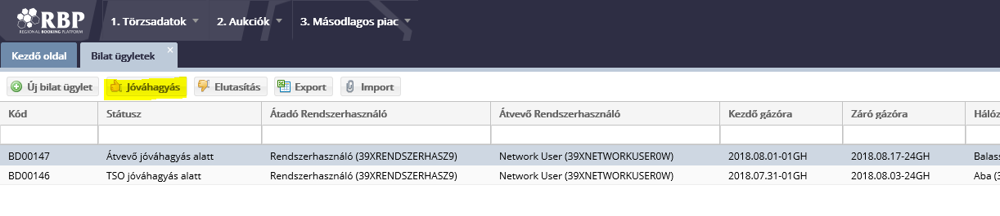 RBP
REGIONAL BOOKING PLATFORM
1. Törzsadatok 2. Aukciók 3. Másodlagos piac
Kezdő oldal Bilat ügyletek ×
Új bilat ügylet Jóváhagyás Elutasítás Export Import
Kód Státusz Átadó Rendszerhasználó Átvevő Rendszerhasználó Kezdő gázóra Záró gázóra Hálóz
BD00147 Átvevő jóváhagyás alatt Rendszerhasználó (39XRENDSZERHASZ9) Network User (39XNETWORKUSER0W) 2018.08.01-01GH 2018.08.17-24GH Balass
BD00146 TSO jóváhagyás alatt Rendszerhasználó (39XRENDSZERHASZ9) Network User (39XNETWORKUSER0W) 2018.07.31-01GH 2018.08.03-24GH Aba (3